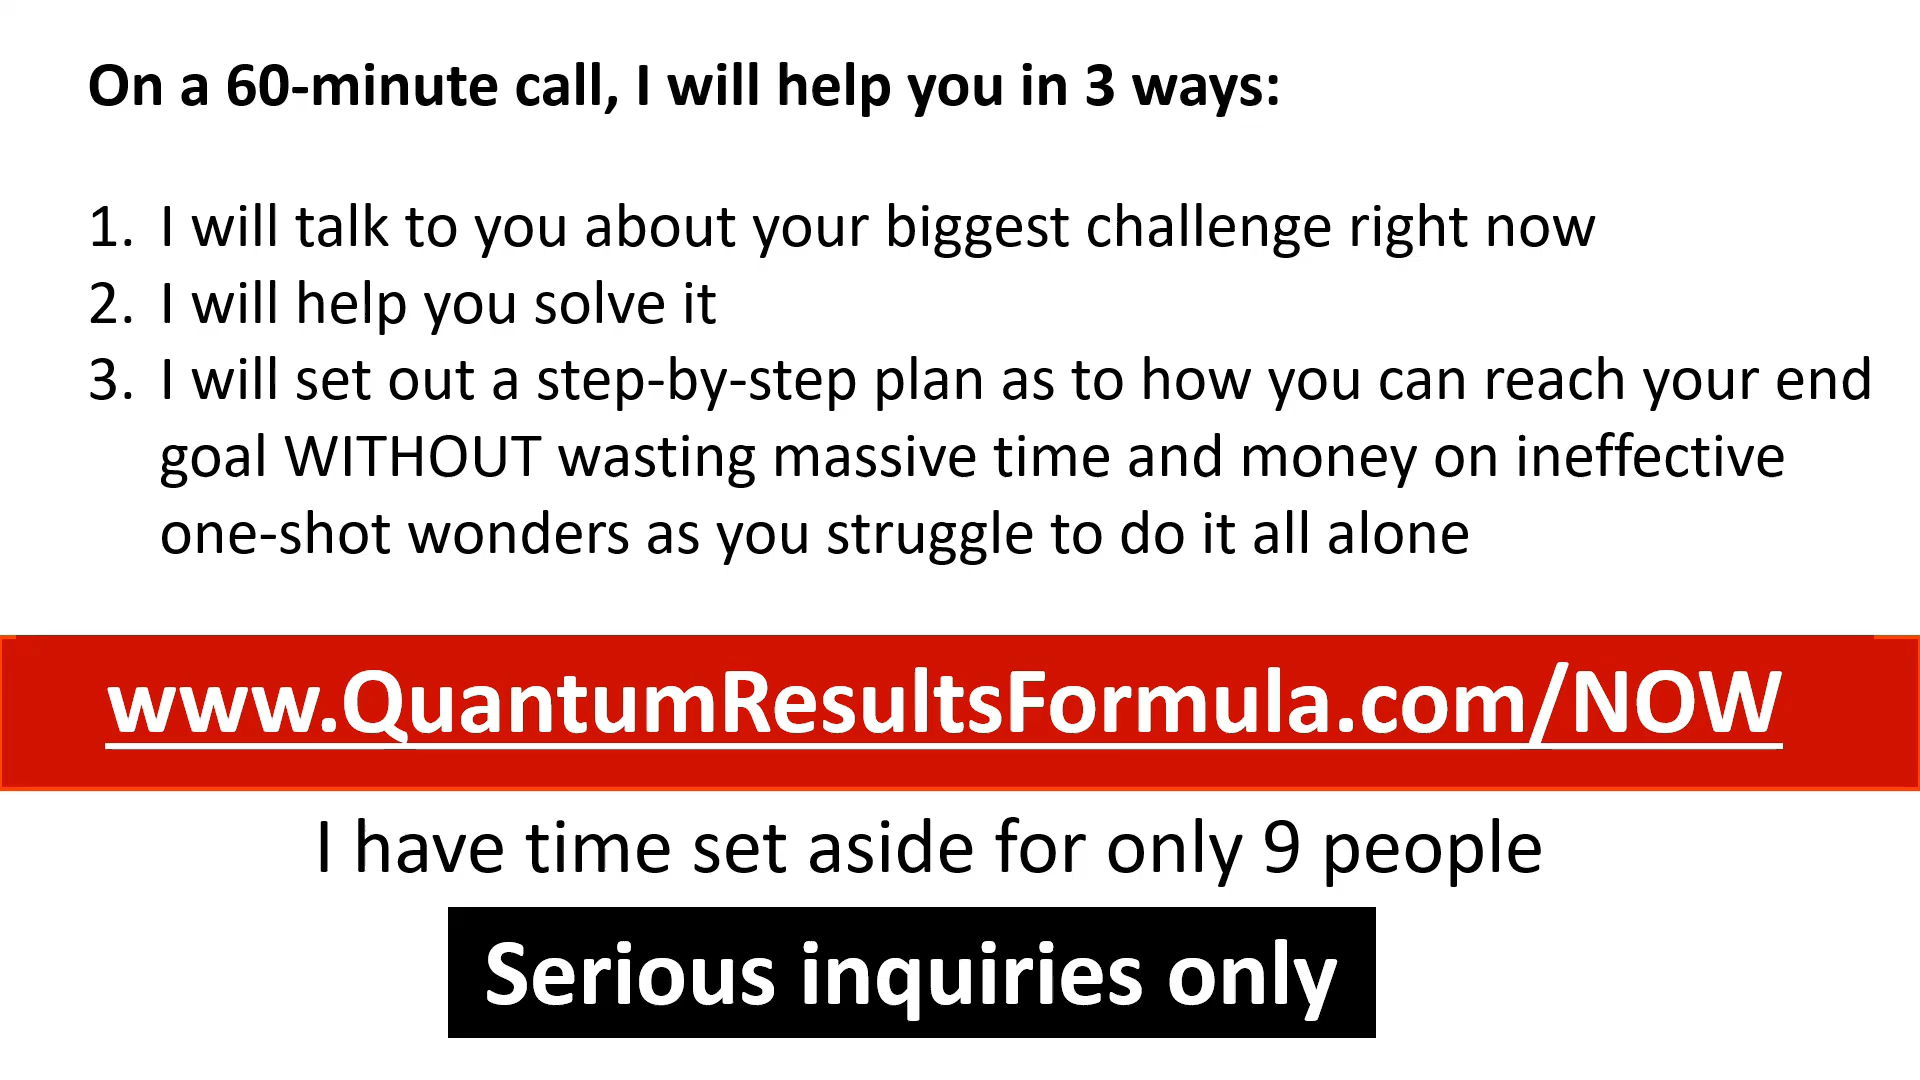 On a 60-minute call, I will help you in 3 ways:
1. I will talk to you about your biggest challenge right now
2. I will help you solve it
3. I will set out a step-by-step plan as to how you can reach your end
goal WITHOUT wasting massive time and money on ineffective
one-shot wonders as you struggle to do it all alone
www.QuantumResultsFormula.com/NOW
I have time set aside for only 9 people
Serious inquiries only